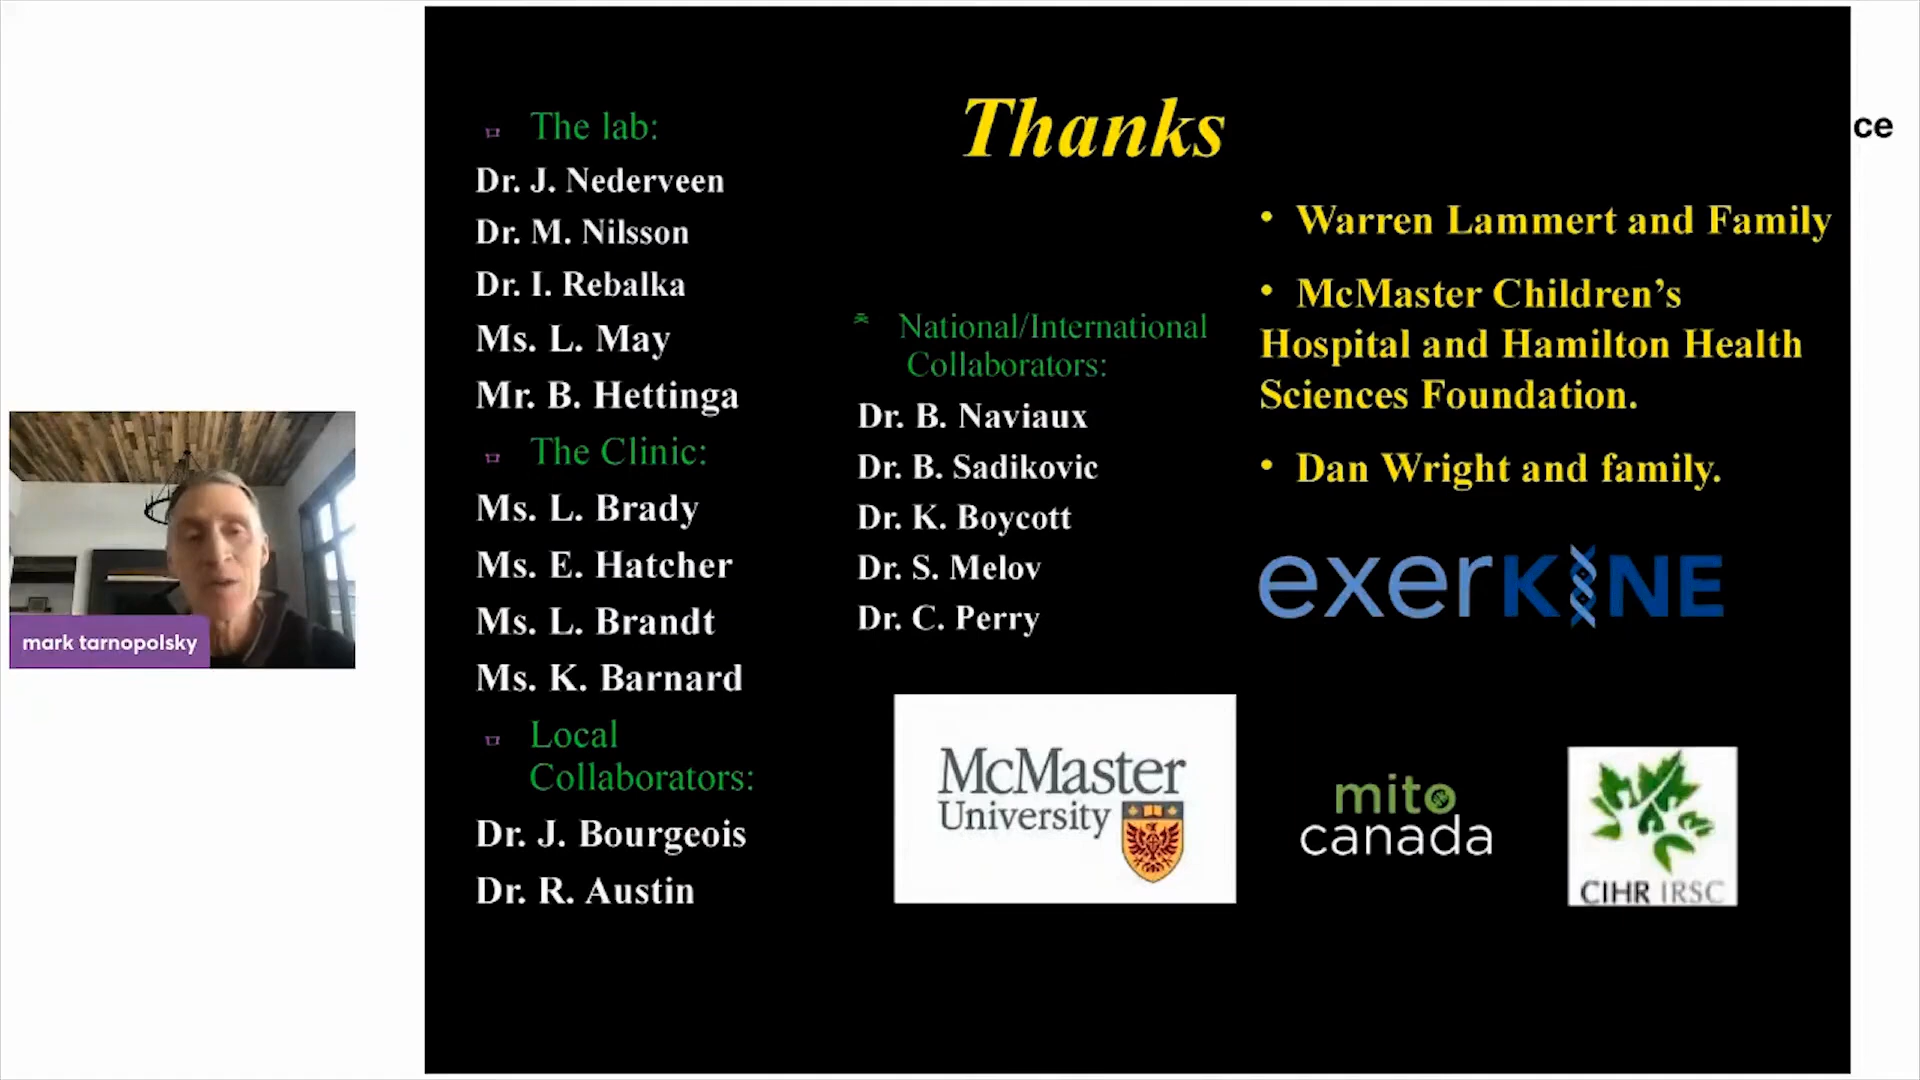 Thanks
The lab:
Dr. J. Nederveen
Dr. M. Nilsson
Dr. I. Rebalka
Ms. L. May
Mr. B. Hettinga
The Clinic:
Ms. L. Brady
Ms. E. Hatcher
Ms. L. Brandt
Ms. K. Barnard
Local
Collaborators:
Dr. J. Bourgeois
Dr. R. Austin
National/International
Collaborators:
Dr. B. Naviaux
Dr. B. Sadikovic
Dr. K. Boycott
Dr. S. Melov
Dr. C. Perry
• Warren Lammert and Family
• McMaster Children’s
Hospital and Hamilton Health
Sciences Foundation.
• Dan Wright and family.
exerKINE
McMaster
University
mito
canada
CIHR IRSC
ce
mark tarnopolsky